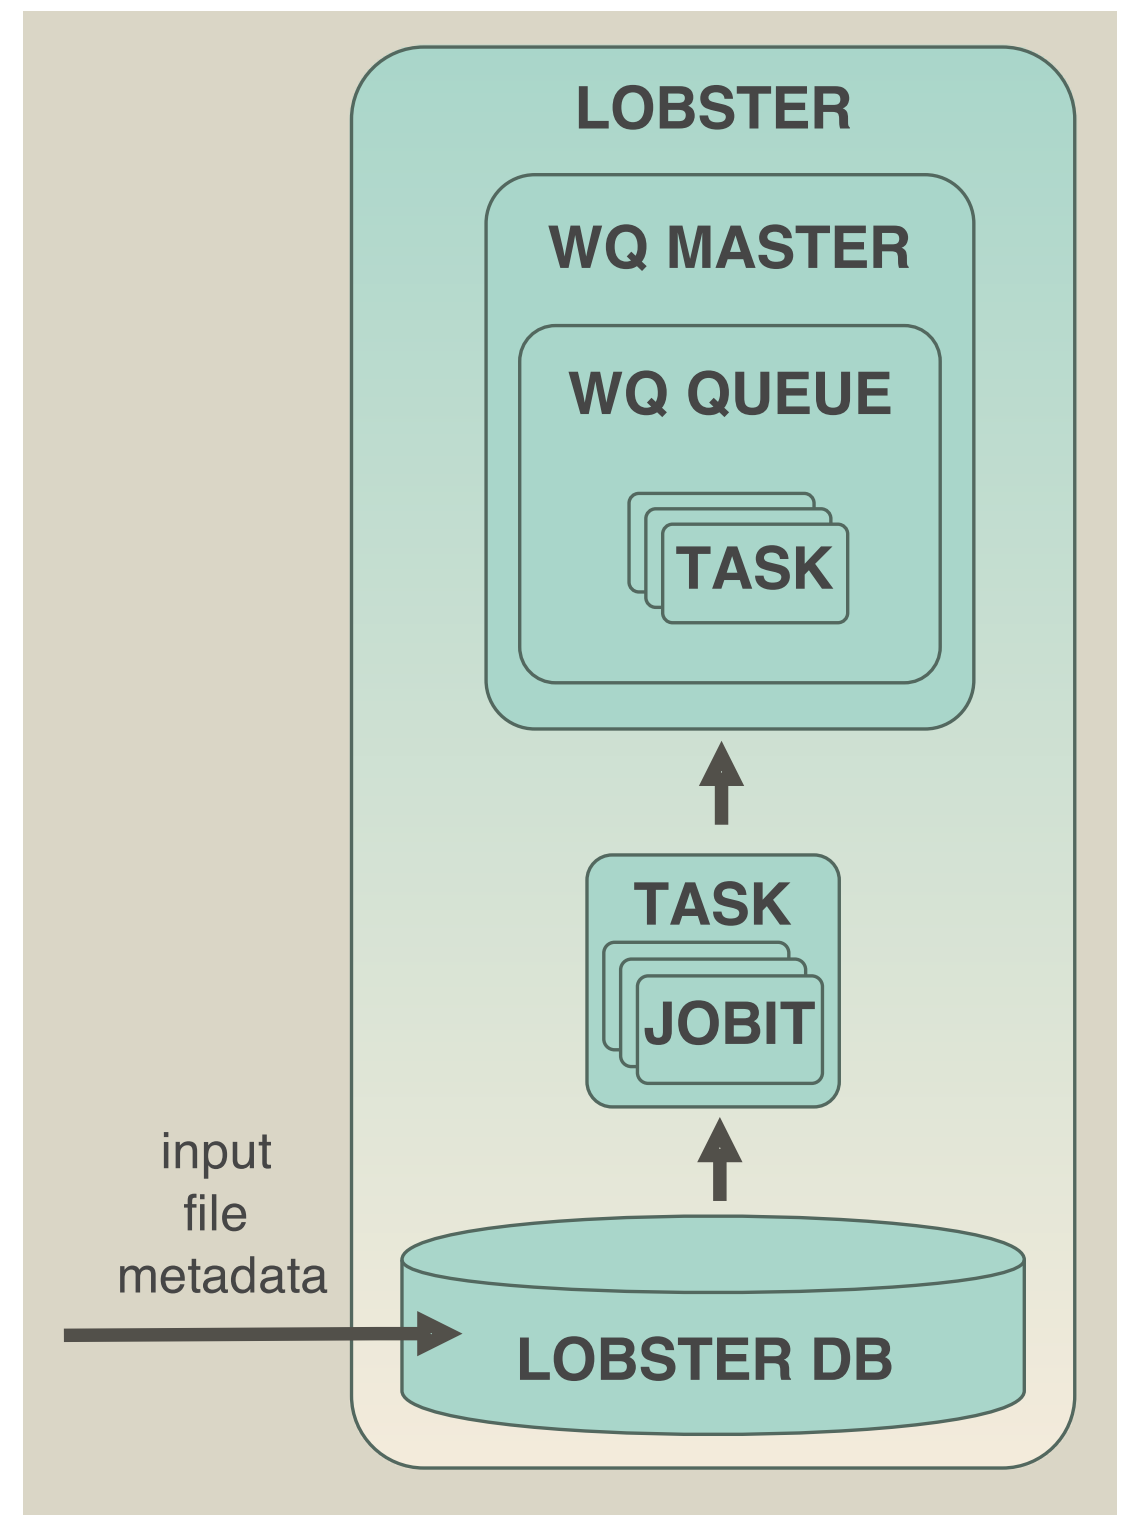 LOBSTER
WQ MASTER
WQ QUEUE
TASK
TASK
JOBIT
input
file
metadata
LOBSTER DB